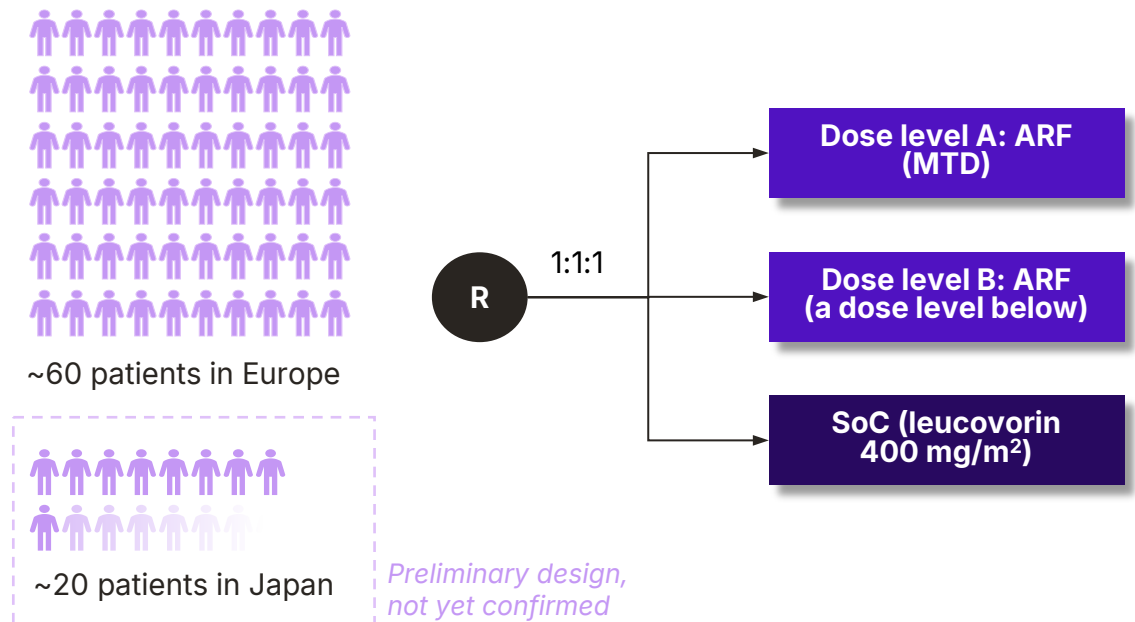 ~60 patients in Europe
~20 patients in Japan
Preliminary design,
not yet confirmed
R
1:1:1
Dose level A: ARF
(MTD)
Dose level B: ARF
(a dose level below)
SoC (leucovorin
400 mg/m²)